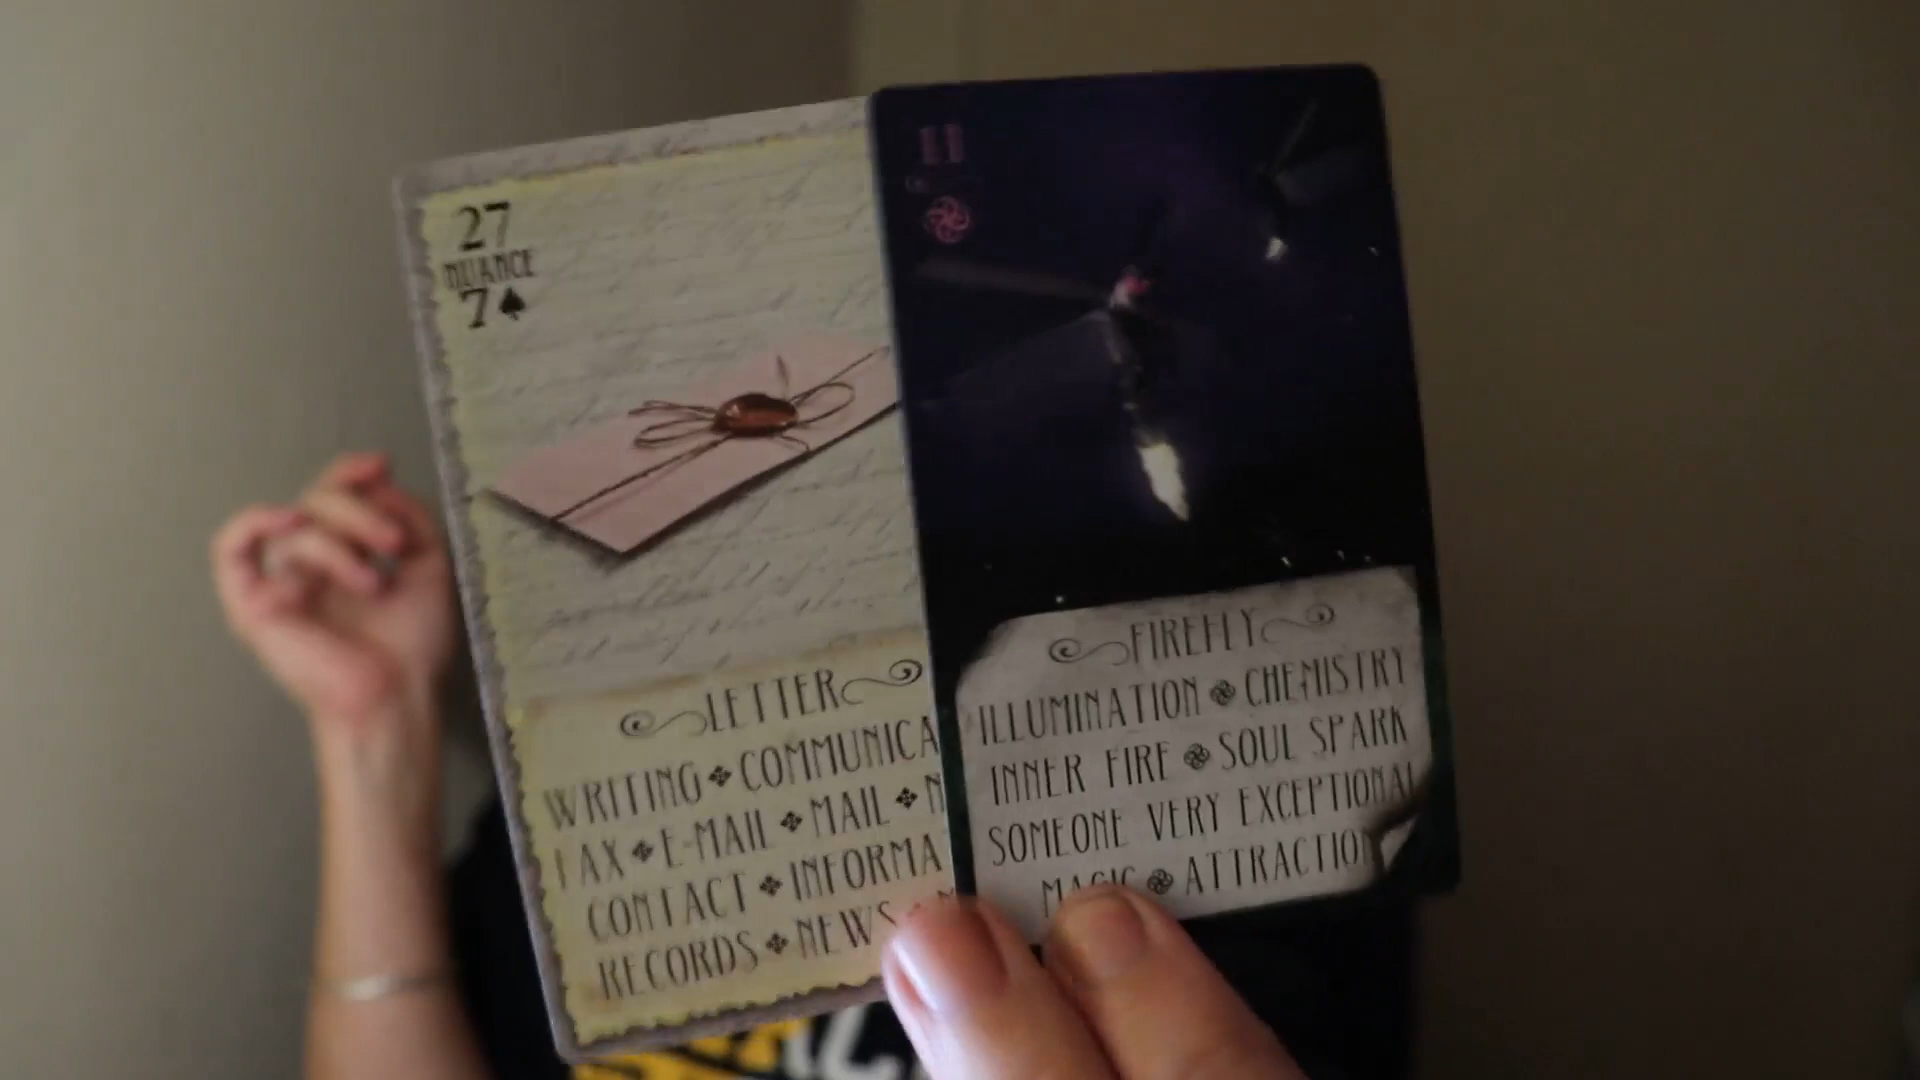 27
NUANCE
7♠
LETTER
WRITING ❖ COMMUNICA
FAX ❖ E-MAIL ❖ MAIL ❖ N
CONTACT ❖ INFORMA
RECORDS ❖ NEWS
FIREFLY
ILLUMINATION ❖ CHEMISTRY
INNER FIRE ❖ SOUL SPARK
SOMEONE VERY EXCEPTIONAL
MAGIC ❖ ATTRACTION